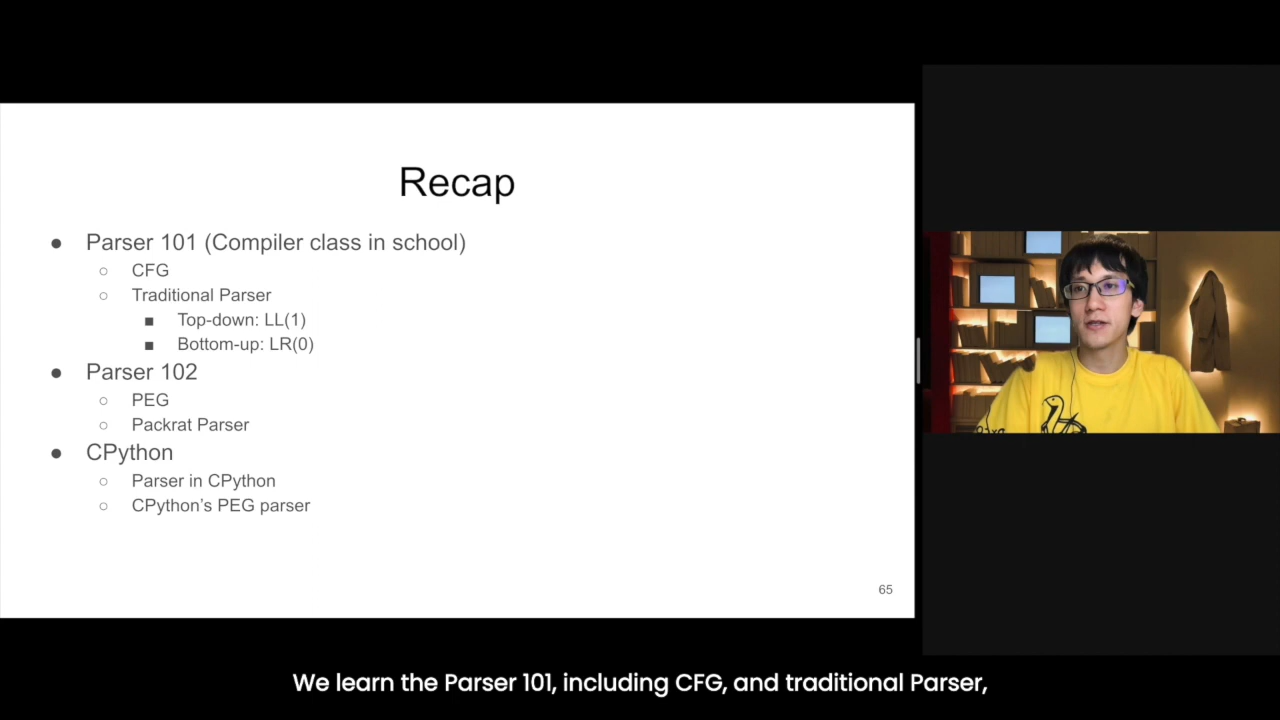 Recap
● Parser 101 (Compiler class in school)
○ CFG
○ Traditional Parser
■ Top-down: LL(1)
■ Bottom-up: LR(0)
● Parser 102
○ PEG
○ Packrat Parser
● CPython
○ Parser in CPython
○ CPython’s PEG parser
65
We learn the Parser 101, including CFG, and traditional Parser,